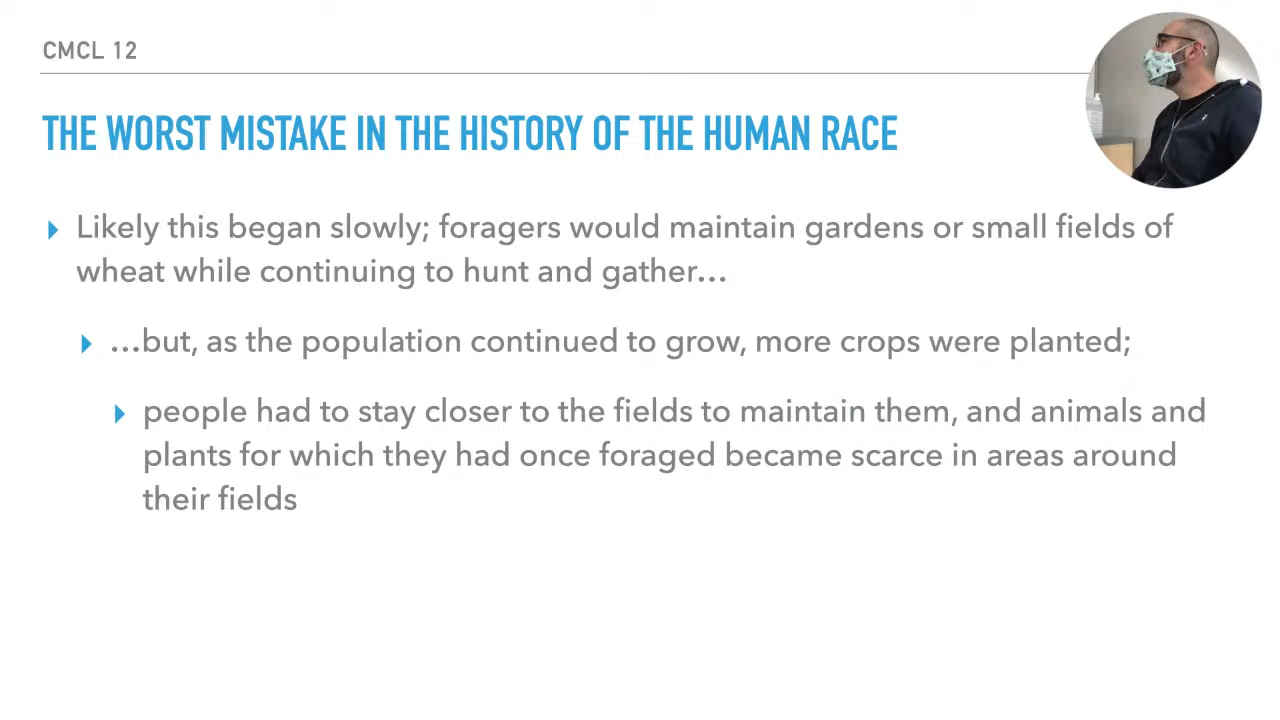 CMCL 12
THE WORST MISTAKE IN THE HISTORY OF THE HUMAN RACE
Likely this began slowly; foragers would maintain gardens or small fields of
wheat while continuing to hunt and gather…
…but, as the population continued to grow, more crops were planted;
people had to stay closer to the fields to maintain them, and animals and
plants for which they had once foraged became scarce in areas around
their fields